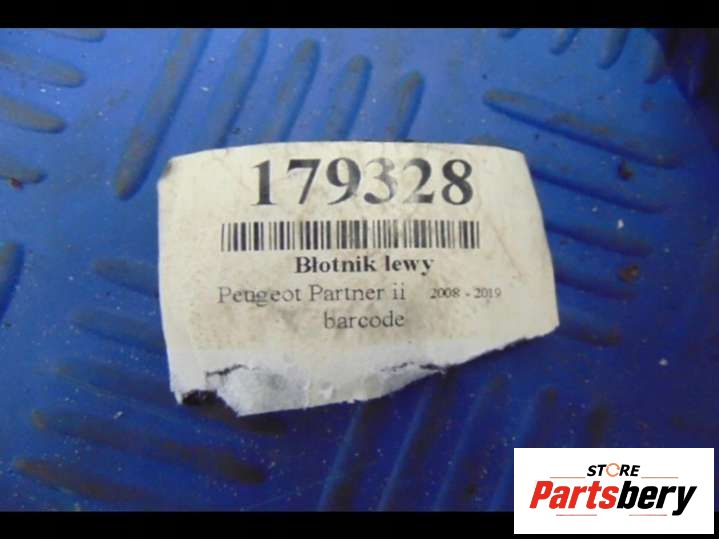 179328
Błotnik lewy
Peugeot Partner ii 2008 - 2019
barcode
STORE
Partsbery